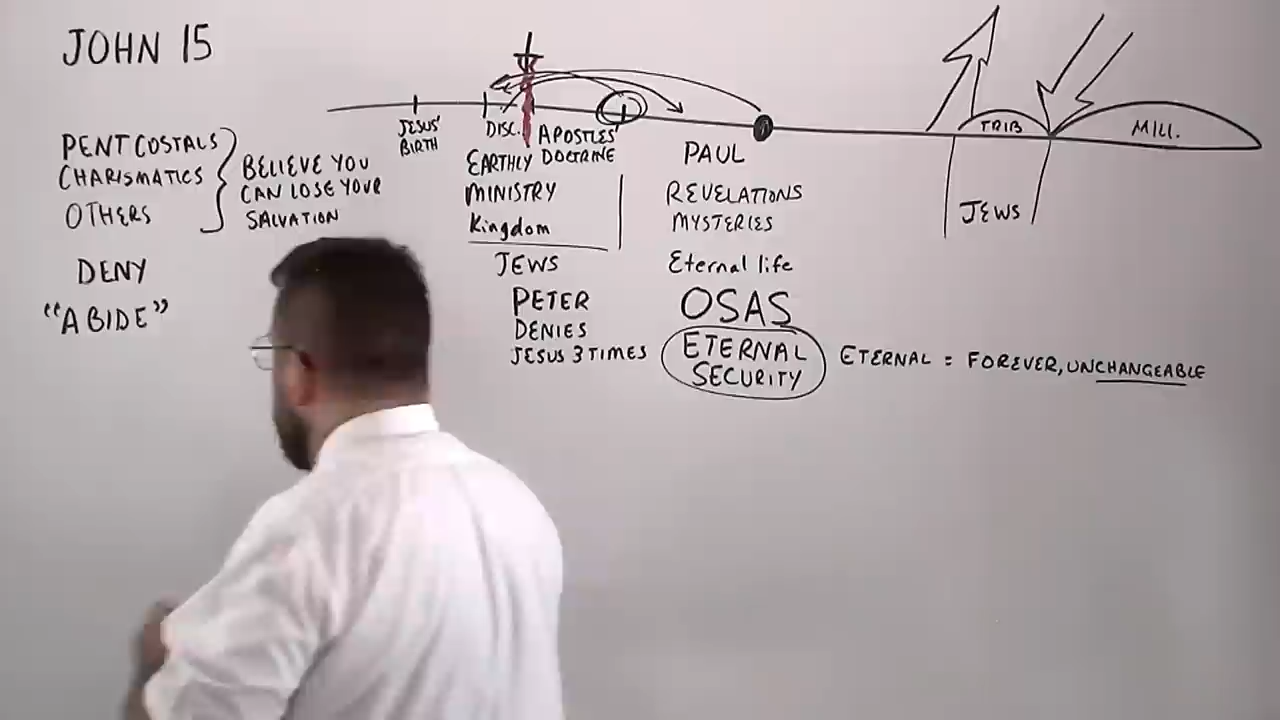 JOHN 15
PENTCOSTALS
CHARISMATICS
OTHERS
BELIEVE YOU
CAN LOSE YOUR
SALVATION
DENY
"ABIDE"
JESUS'
BIRTH
DISC.
APOSTLES'
DOCTRINE
EARTHLY
MINISTRY
Kingdom
JEWS
PETER
DENIES
JESUS 3 TIMES
PAUL
REVELATIONS
MYSTERIES
Eternal life
OSAS
ETERNAL
SECURITY
ETERNAL = FOREVER, UNCHANGEABLE
TRIB
MILL.
JEWS